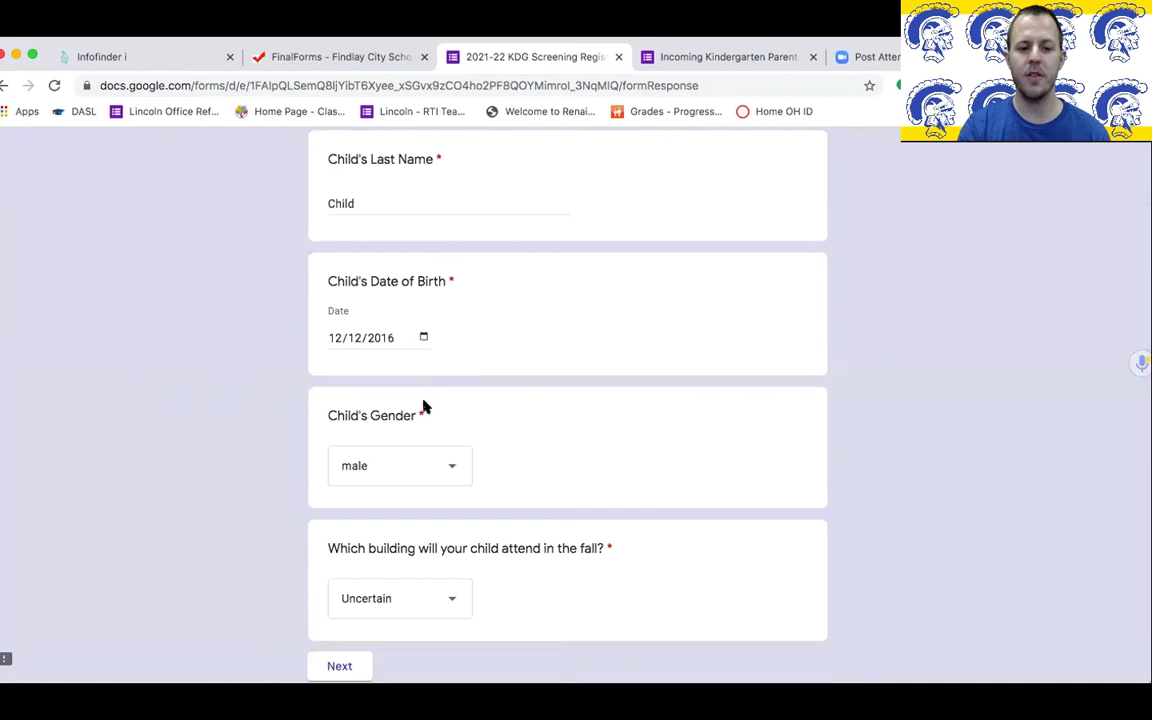 Infofinder i
FinalForms - Findlay City Scho
2021-22 KDG Screening Regis
Incoming Kindergarten Parent
Post Atter
docs.google.com/forms/d/e/1FAIpQLSemQ8IjYibT6Xyee_xSGvx9zCO4ho2PF8QOYMimroI_3NqMIQ/formResponse
Apps
DASL
Lincoln Office Ref...
Home Page - Clas...
Lincoln - RTI Tea...
Welcome to Renai...
Grades - Progress...
Home OH ID
Child's Last Name *
Child
Child's Date of Birth *
Date
12/12/2016
Child's Gender *
male
Which building will your child attend in the fall? *
Uncertain
Next